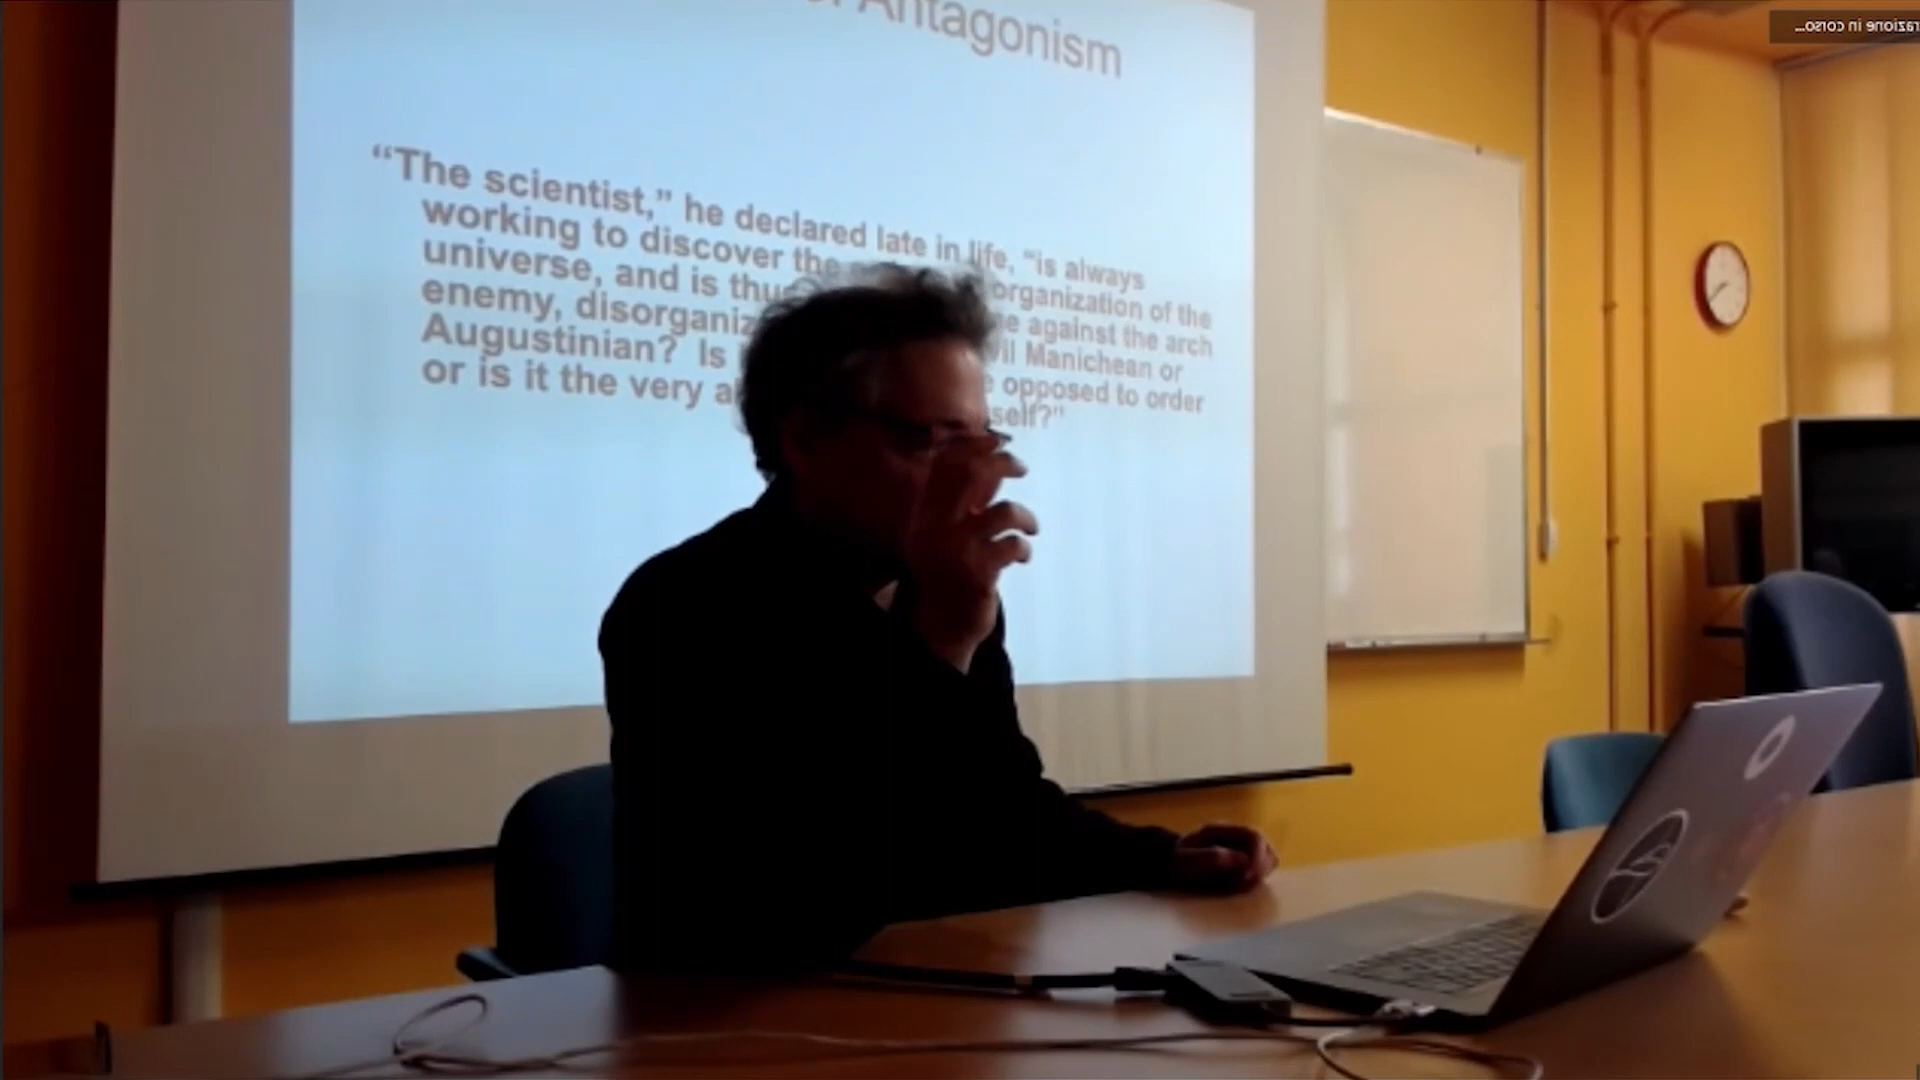 Antagonism
“The scientist,” he declared late in life, “is always
working to discover the organization of the
universe, and is thus against the arch
enemy, disorganiz Manichean or
Augustinian? Is opposed to order
or is it the very self?"
razione in corso...